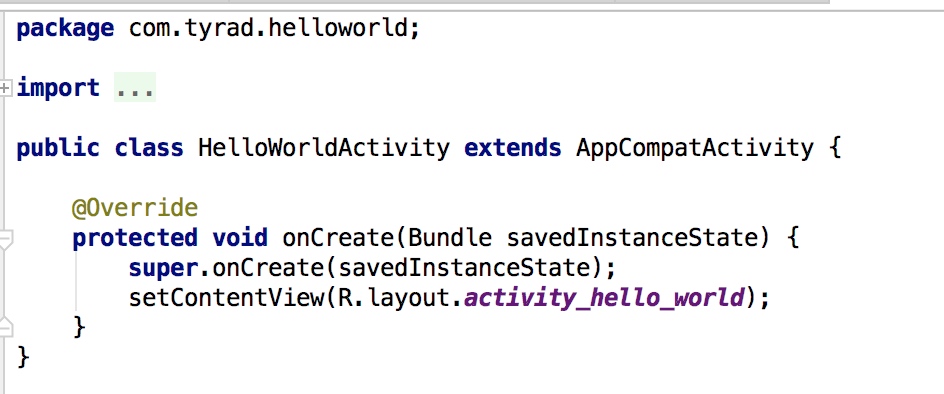 package com.tyrad.helloworld;
import ...
public class HelloWorldActivity extends AppCompatActivity {
@Override
protected void onCreate(Bundle savedInstanceState) {
super.onCreate(savedInstanceState);
setContentView(R.layout.activity_hello_world);
}
}